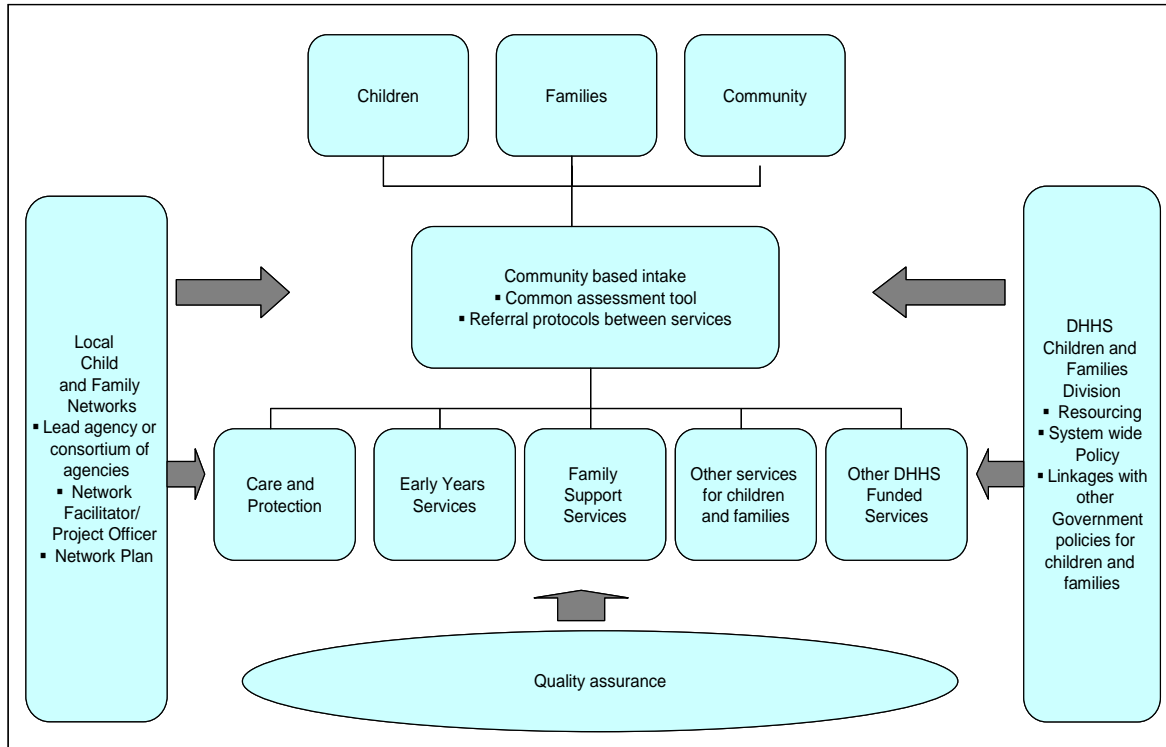 Children
Families
Community
Community based intake
▪ Common assessment tool
▪ Referral protocols between services
Local
Child
and Family
Networks
▪ Lead agency or
consortium of
agencies
▪ Network
Facilitator/
Project Officer
▪ Network Plan
DHHS
Children and
Families
Division
▪ Resourcing
▪ System wide
Policy
▪ Linkages with
other
Government
policies for
children and
families
Care and
Protection
Early Years
Services
Family
Support
Services
Other services
for children
and families
Other DHHS
Funded
Services
Quality assurance